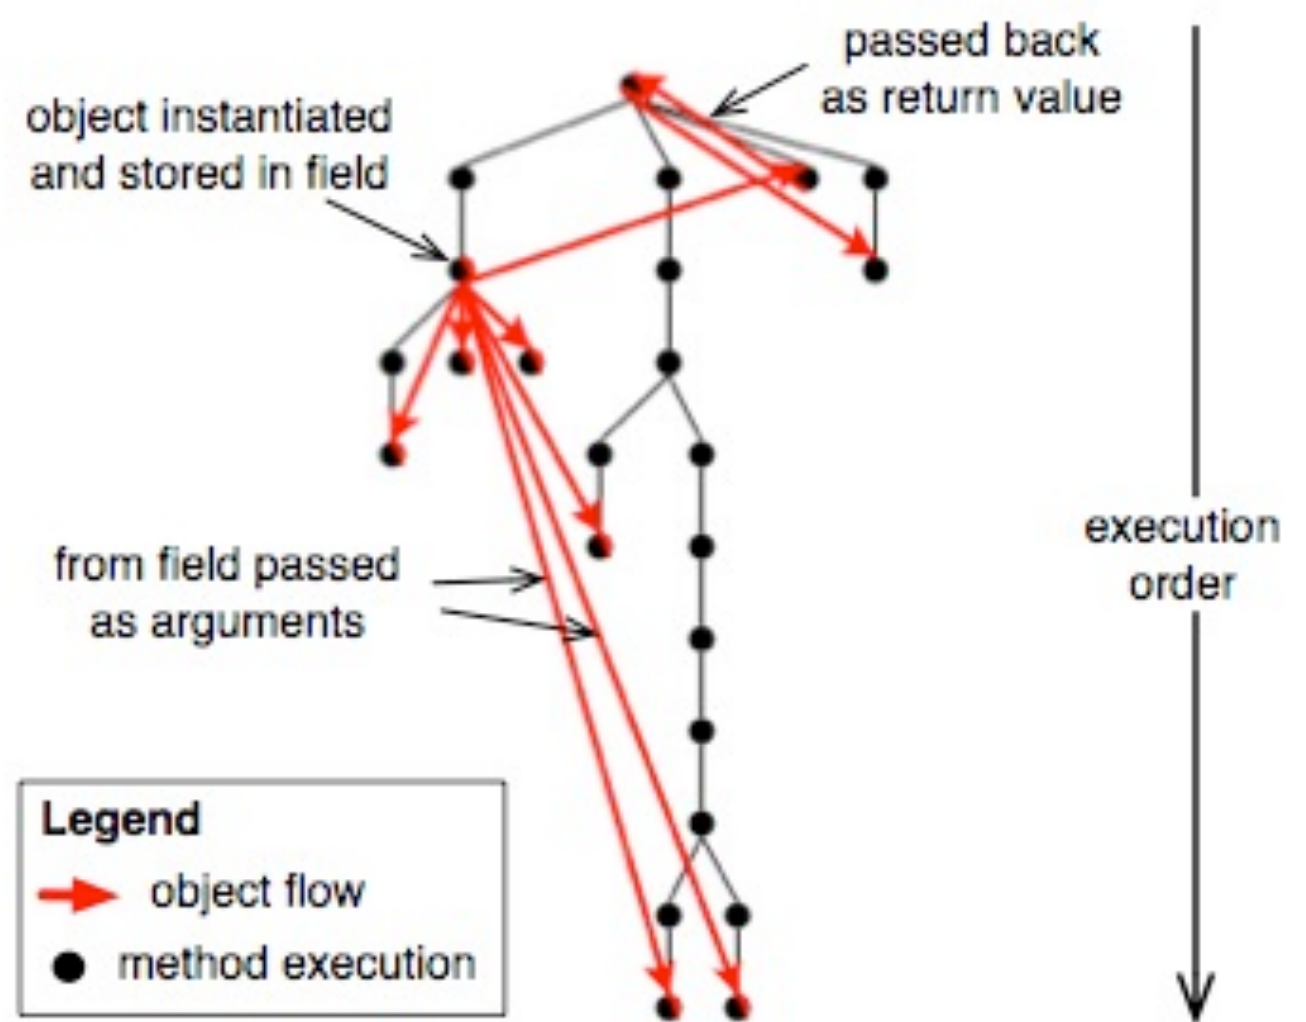 passed back
as return value
object instantiated
and stored in field
from field passed
as arguments
execution
order
Legend
object flow
method execution